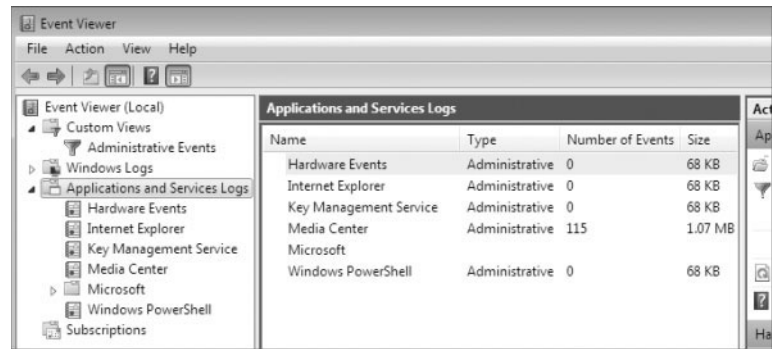 Event Viewer
File Action View Help
Event Viewer (Local)
Custom Views
Administrative Events
Windows Logs
Applications and Services Logs
Hardware Events
Internet Explorer
Key Management Service
Media Center
Microsoft
Windows PowerShell
Subscriptions
Applications and Services Logs
Name Type Number of Events Size
Hardware Events Administrative 0 68 KB
Internet Explorer Administrative 0 68 KB
Key Management Service Administrative 0 68 KB
Media Center Administrative 115 1.07 MB
Microsoft
Windows PowerShell Administrative 0 68 KB
Act
Ap
Ha